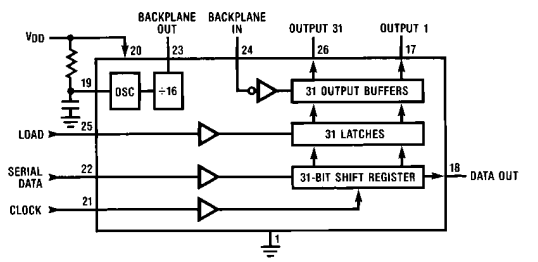 BACKPLANE OUT
BACKPLANE IN
OUTPUT 31
OUTPUT 1
VDD
20
23
24
26
17
19
OSC
÷16
31 OUTPUT BUFFERS
LOAD
25
31 LATCHES
SERIAL DATA
22
31-BIT SHIFT REGISTER
18
DATA OUT
CLOCK
21
1